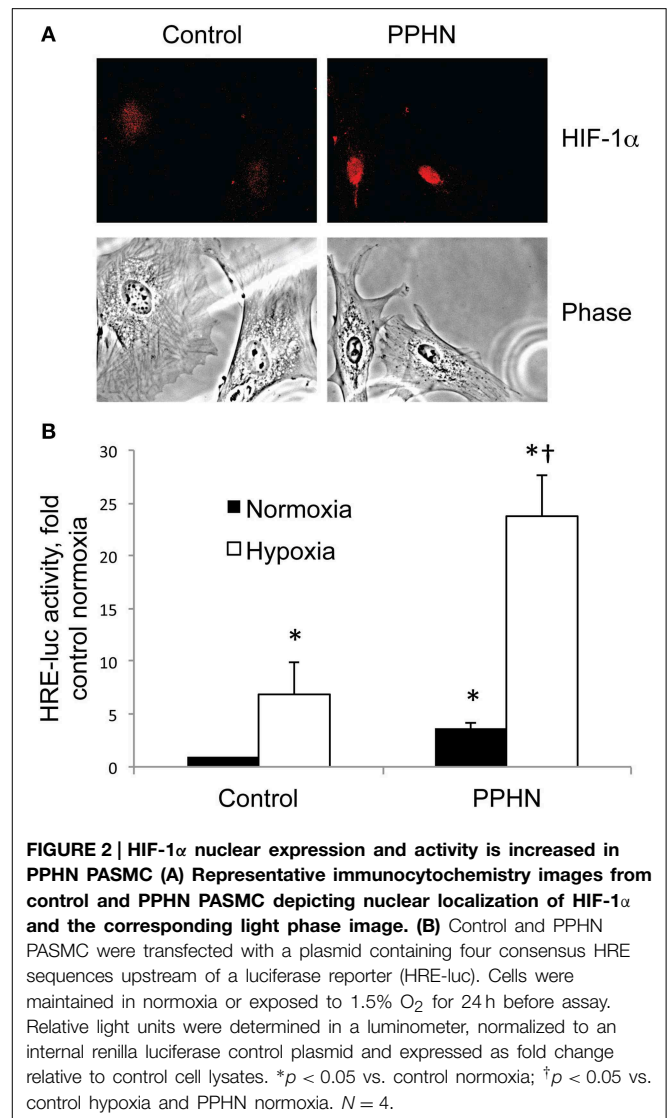 A
Control PPHN
HIF-1α
Phase
B
HRE-luc activity, fold
control normoxia
30
25
20
15
10
5
0
Normoxia
Hypoxia
*
*
*†
Control PPHN
FIGURE 2 | HIF-1α nuclear expression and activity is increased in
PPHN PASMC (A) Representative immunocytochemistry images from
control and PPHN PASMC depicting nuclear localization of HIF-1α
and the corresponding light phase image. (B) Control and PPHN
PASMC were transfected with a plasmid containing four consensus HRE
sequences upstream of a luciferase reporter (HRE-luc). Cells were
maintained in normoxia or exposed to 1.5% O₂ for 24 h before assay.
Relative light units were determined in a luminometer, normalized to an
internal renilla luciferase control plasmid and expressed as fold change
relative to control cell lysates. *p < 0.05 vs. control normoxia; †p < 0.05 vs.
control hypoxia and PPHN normoxia. N = 4.